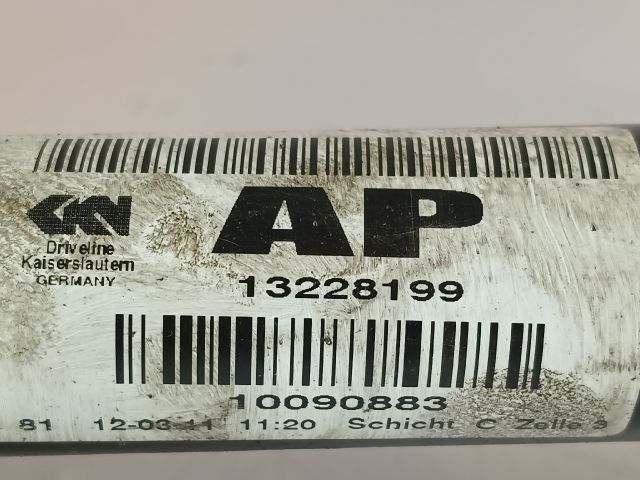 GKN
AP
Driveline
Kaiserslautern
GERMANY
13228199
10090883
81 12-03-11 11:20 Schicht C Zelle 3